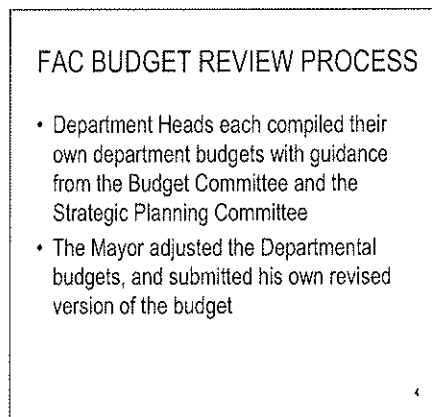 FAC BUDGET REVIEW PROCESS
• Department Heads each compiled their
own department budgets with guidance
from the Budget Committee and the
Strategic Planning Committee
• The Mayor adjusted the Departmental
budgets, and submitted his own revised
version of the budget